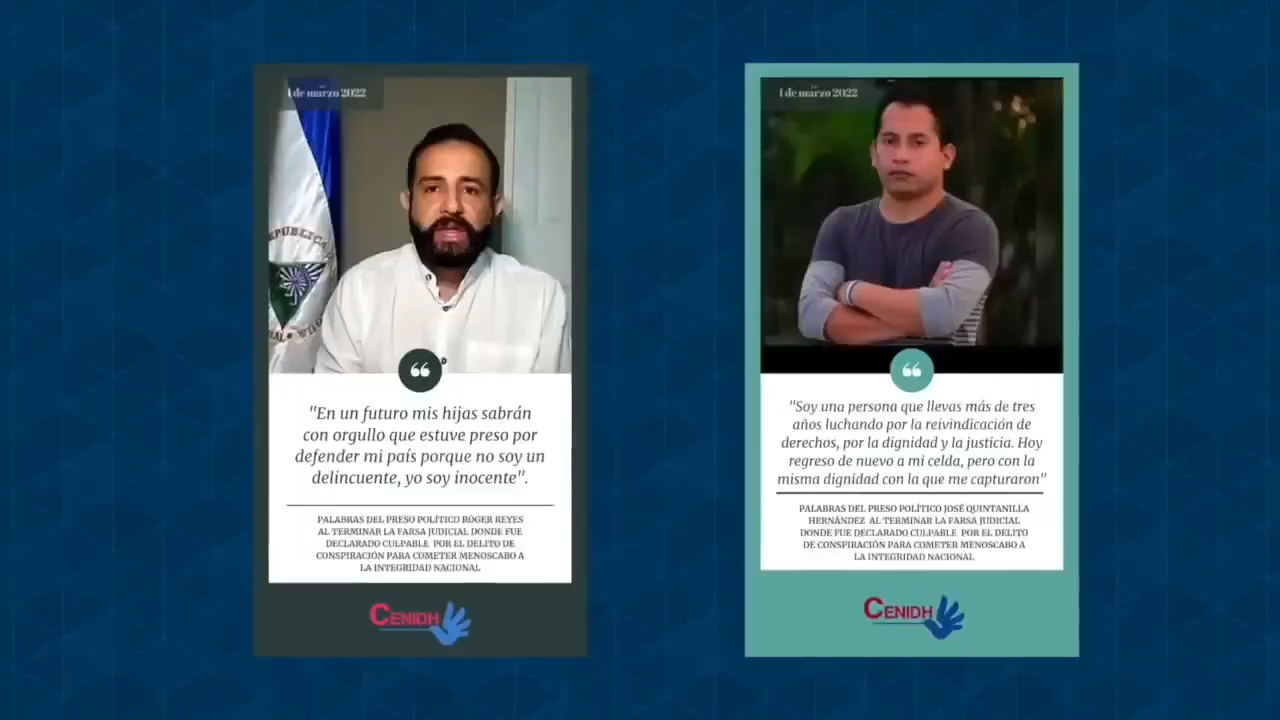 1 de marzo 2022
REPÚBLICA
"En un futuro mis hijas sabrán
con orgullo que estuve preso por
defender mi país porque no soy un
delincuente, yo soy inocente".
PALABRAS DEL PRESO POLÍTICO RÓGER REYES
AL TERMINAR LA FARSA JUDICIAL DONDE FUE
DECLARADO CULPABLE POR EL DELITO DE
CONSPIRACIÓN PARA COMETER MENOSCABO A
LA INTEGRIDAD NACIONAL
CENIDH
1 de marzo 2022
"Soy una persona que llevas más de tres
años luchando por la reivindicación de
derechos, por la dignidad y la justicia. Hoy
regreso de nuevo a mi celda, pero con la
misma dignidad con la que me capturaron"
PALABRAS DEL PRESO POLÍTICO JOSÉ QUINTANILLA
HERNÁNDEZ AL TERMINAR LA FARSA JUDICIAL
DONDE FUE DECLARADO CULPABLE POR EL DELITO
DE CONSPIRACIÓN PARA COMETER MENOSCABO A
LA INTEGRIDAD NACIONAL
CENIDH